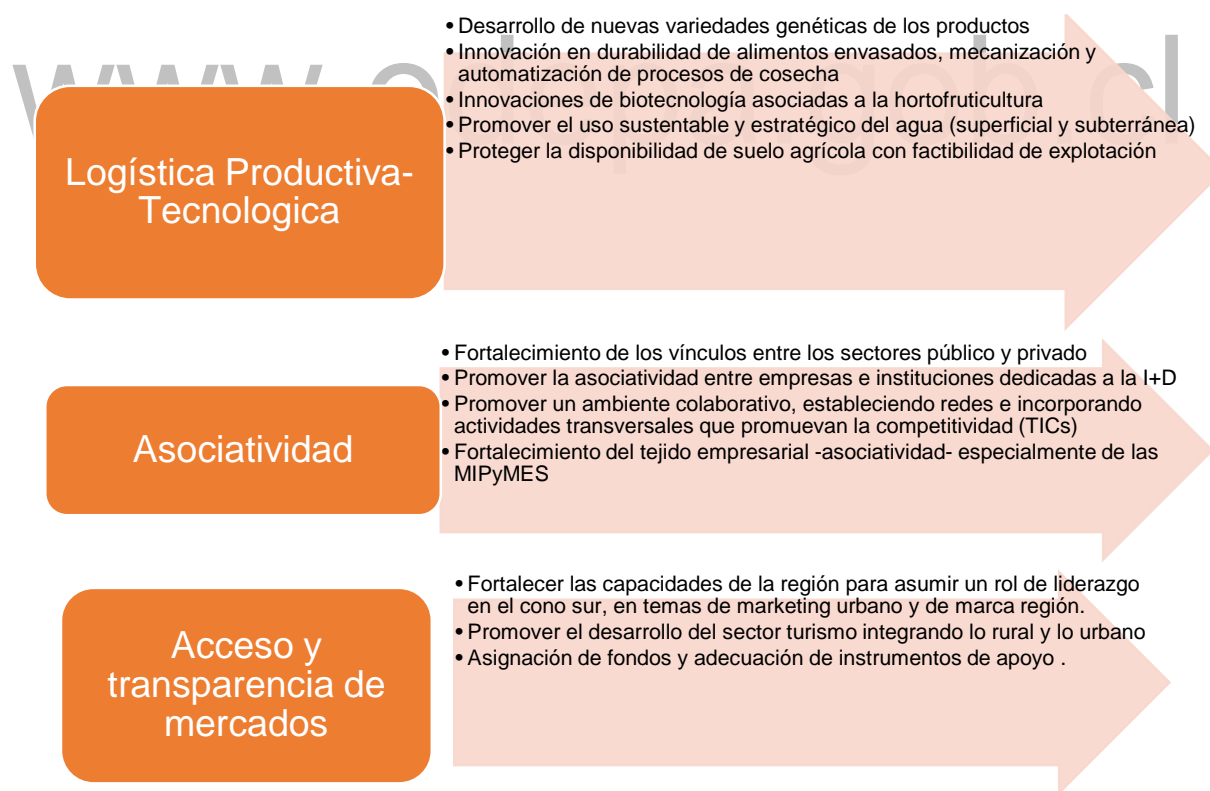 • Desarrollo de nuevas variedades genéticas de los productos
• Innovación en durabilidad de alimentos envasados, mecanización y
automatización de procesos de cosecha
• Innovaciones de biotecnología asociadas a la hortofruticultura
• Promover el uso sustentable y estratégico del agua (superficial y subterránea)
• Proteger la disponibilidad de suelo agrícola con factibilidad de explotación
Logística Productiva-
Tecnologica
• Fortalecimiento de los vínculos entre los sectores público y privado
• Promover la asociatividad entre empresas e instituciones dedicadas a la I+D
• Promover un ambiente colaborativo, estableciendo redes e incorporando
actividades transversales que promuevan la competitividad (TICs)
• Fortalecimiento del tejido empresarial -asociatividad- especialmente de las
MIPyMES
Asociatividad
• Fortalecer las capacidades de la región para asumir un rol de liderazgo
en el cono sur, en temas de marketing urbano y de marca región.
• Promover el desarrollo del sector turismo integrando lo rural y lo urbano
• Asignación de fondos y adecuación de instrumentos de apoyo .
Acceso y
transparencia de
mercados